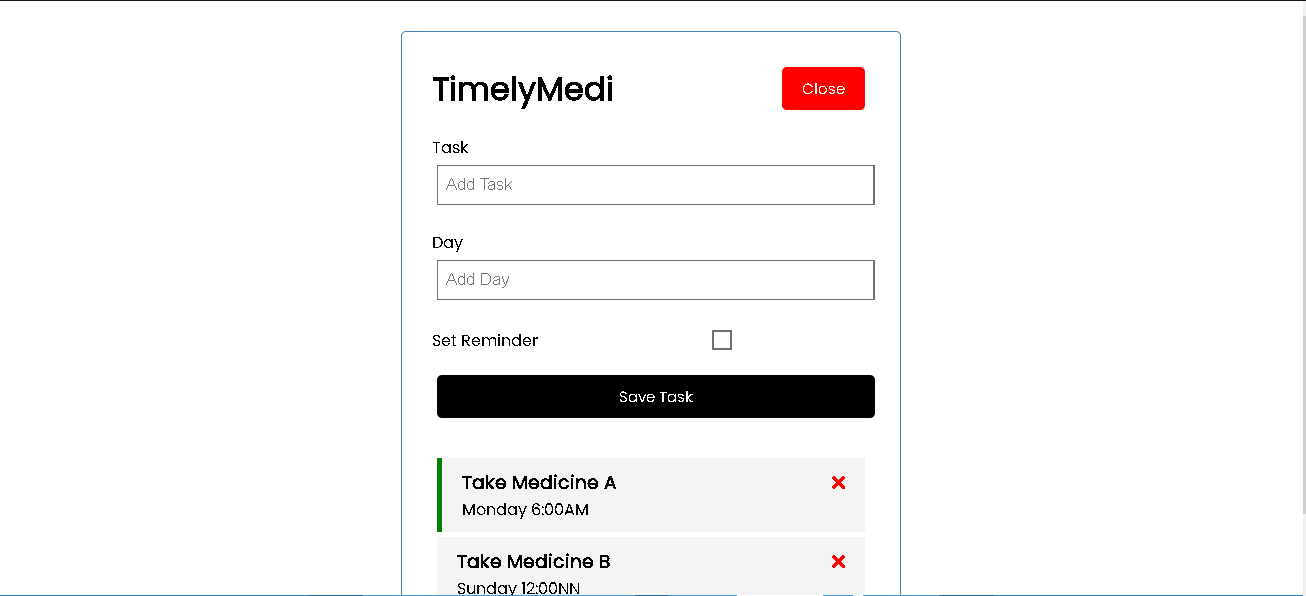 TimelyMedi
Close
Task
Add Task
Day
Add Day
Set Reminder
Save Task
Take Medicine A
Monday 6:00AM
Take Medicine B
Sunday 12:00NN